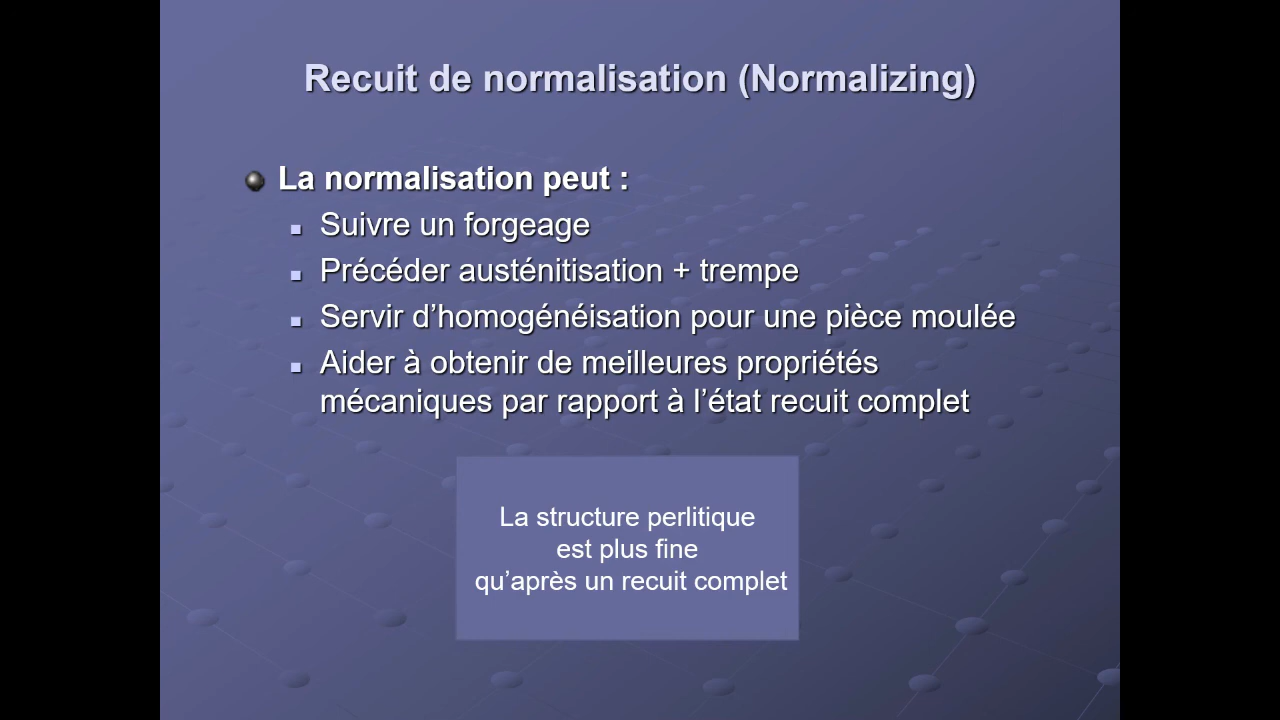 Recuit de normalisation (Normalizing)
La normalisation peut :
Suivre un forgeage
Précéder austénitisation + trempe
Servir d’homogénéisation pour une pièce moulée
Aider à obtenir de meilleures propriétés
mécaniques par rapport à l’état recuit complet
La structure perlitique
est plus fine
qu’après un recuit complet